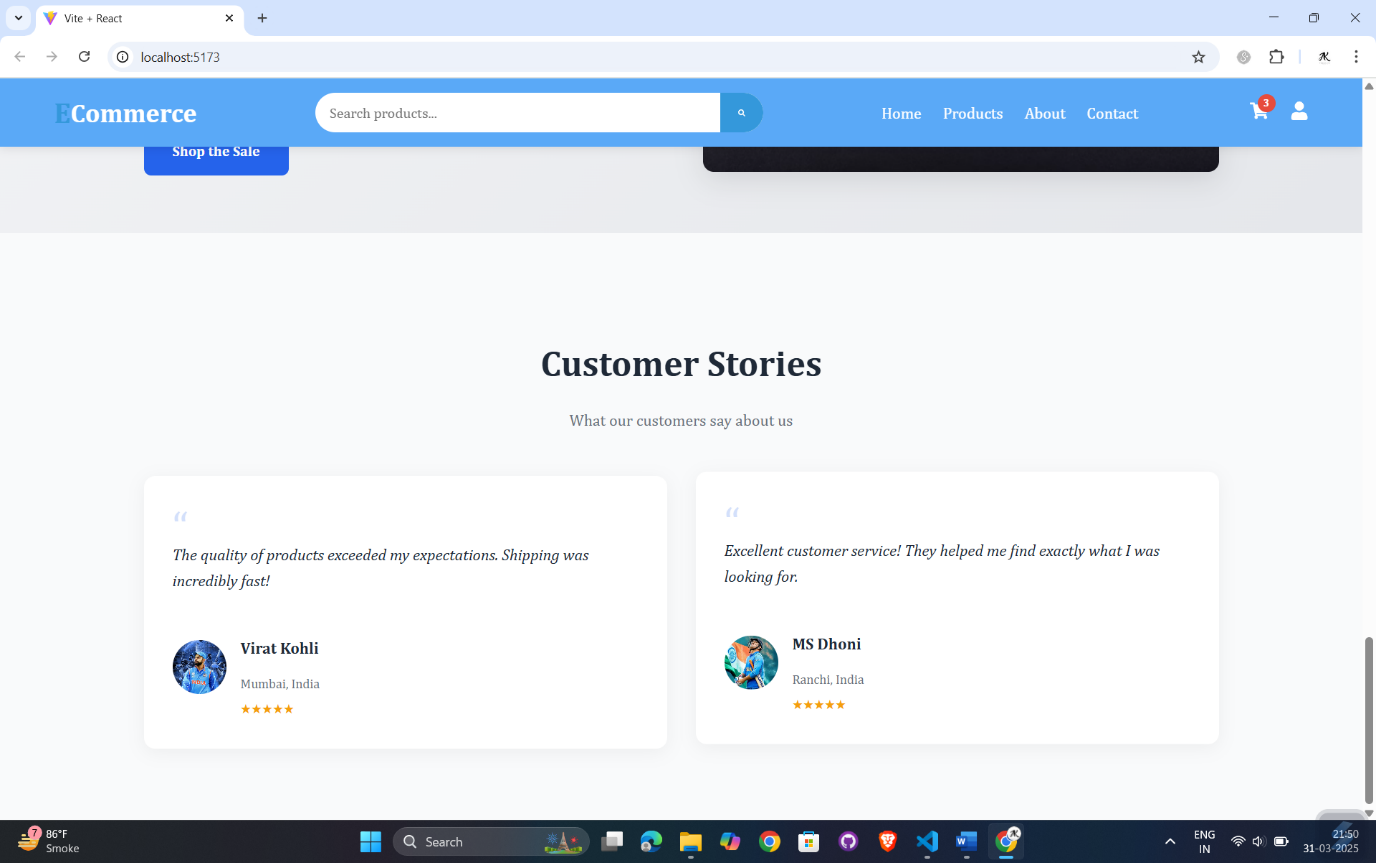 Vite + React
localhost:5173
ECommerce
Search products...
Home
Products
About
Contact
3
Shop the Sale
Customer Stories
What our customers say about us
“
The quality of products exceeded my expectations. Shipping was
incredibly fast!
Virat Kohli
Mumbai, India
★★★★★
“
Excellent customer service! They helped me find exactly what I was
looking for.
MS Dhoni
Ranchi, India
★★★★★
7
86°F
Smoke
Search
ENG
IN
21:50
31-03-2025